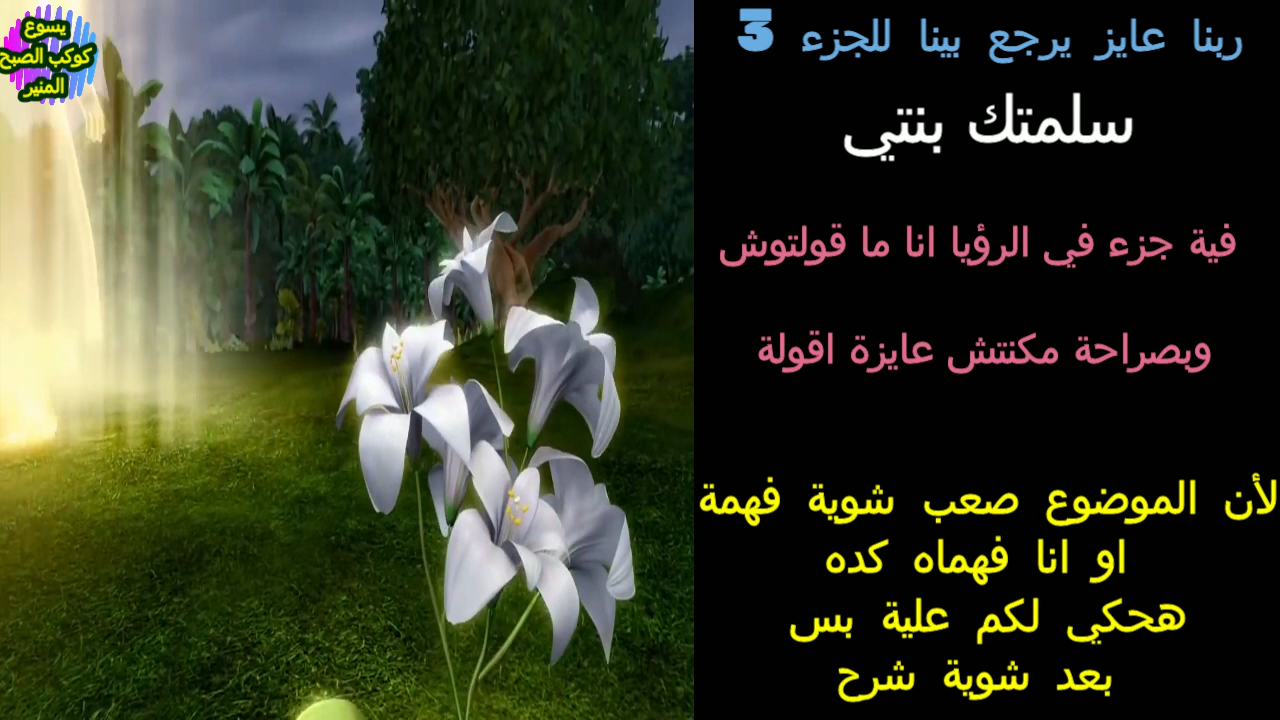 يسوع
كوكب الصبح
المنير
ربنا عايز يرجع بينا للجزء 3
سلمتك بنتي
فية جزء في الرؤيا انا ما قولتوش
وبصراحة مكنتش عايزة اقولة
لأن الموضوع صعب شوية فهمة
او انا فهماه كده
هحكي لكم علية بس
بعد شوية شرح